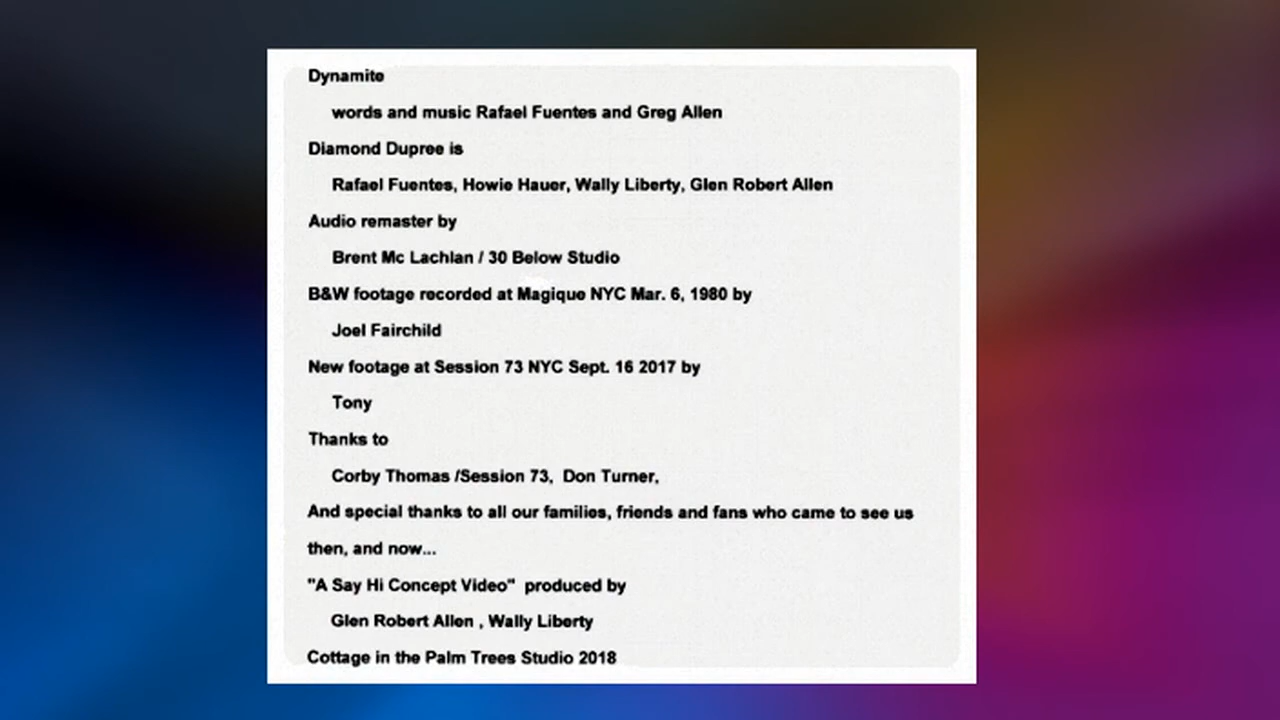 Dynamite
words and music Rafael Fuentes and Greg Allen
Diamond Dupree is
Rafael Fuentes, Howie Hauer, Wally Liberty, Glen Robert Allen
Audio remaster by
Brent Mc Lachlan / 30 Below Studio
B&W footage recorded at Magique NYC Mar. 6, 1980 by
Joel Fairchild
New footage at Session 73 NYC Sept. 16 2017 by
Tony
Thanks to
Corby Thomas /Session 73,  Don Turner,
And special thanks to all our families, friends and fans who came to see us
then, and now...
"A Say Hi Concept Video"  produced by
Glen Robert Allen , Wally Liberty
Cottage in the Palm Trees Studio 2018